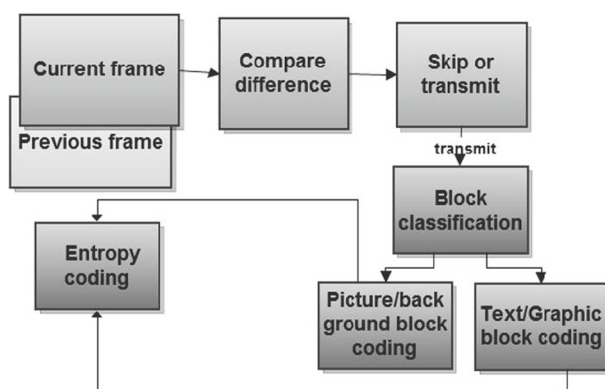 Current frame
Previous frame
Compare
difference
Skip or
transmit
transmit
Block
classification
Entropy
coding
Picture/back
ground block
coding
Text/Graphic
block coding